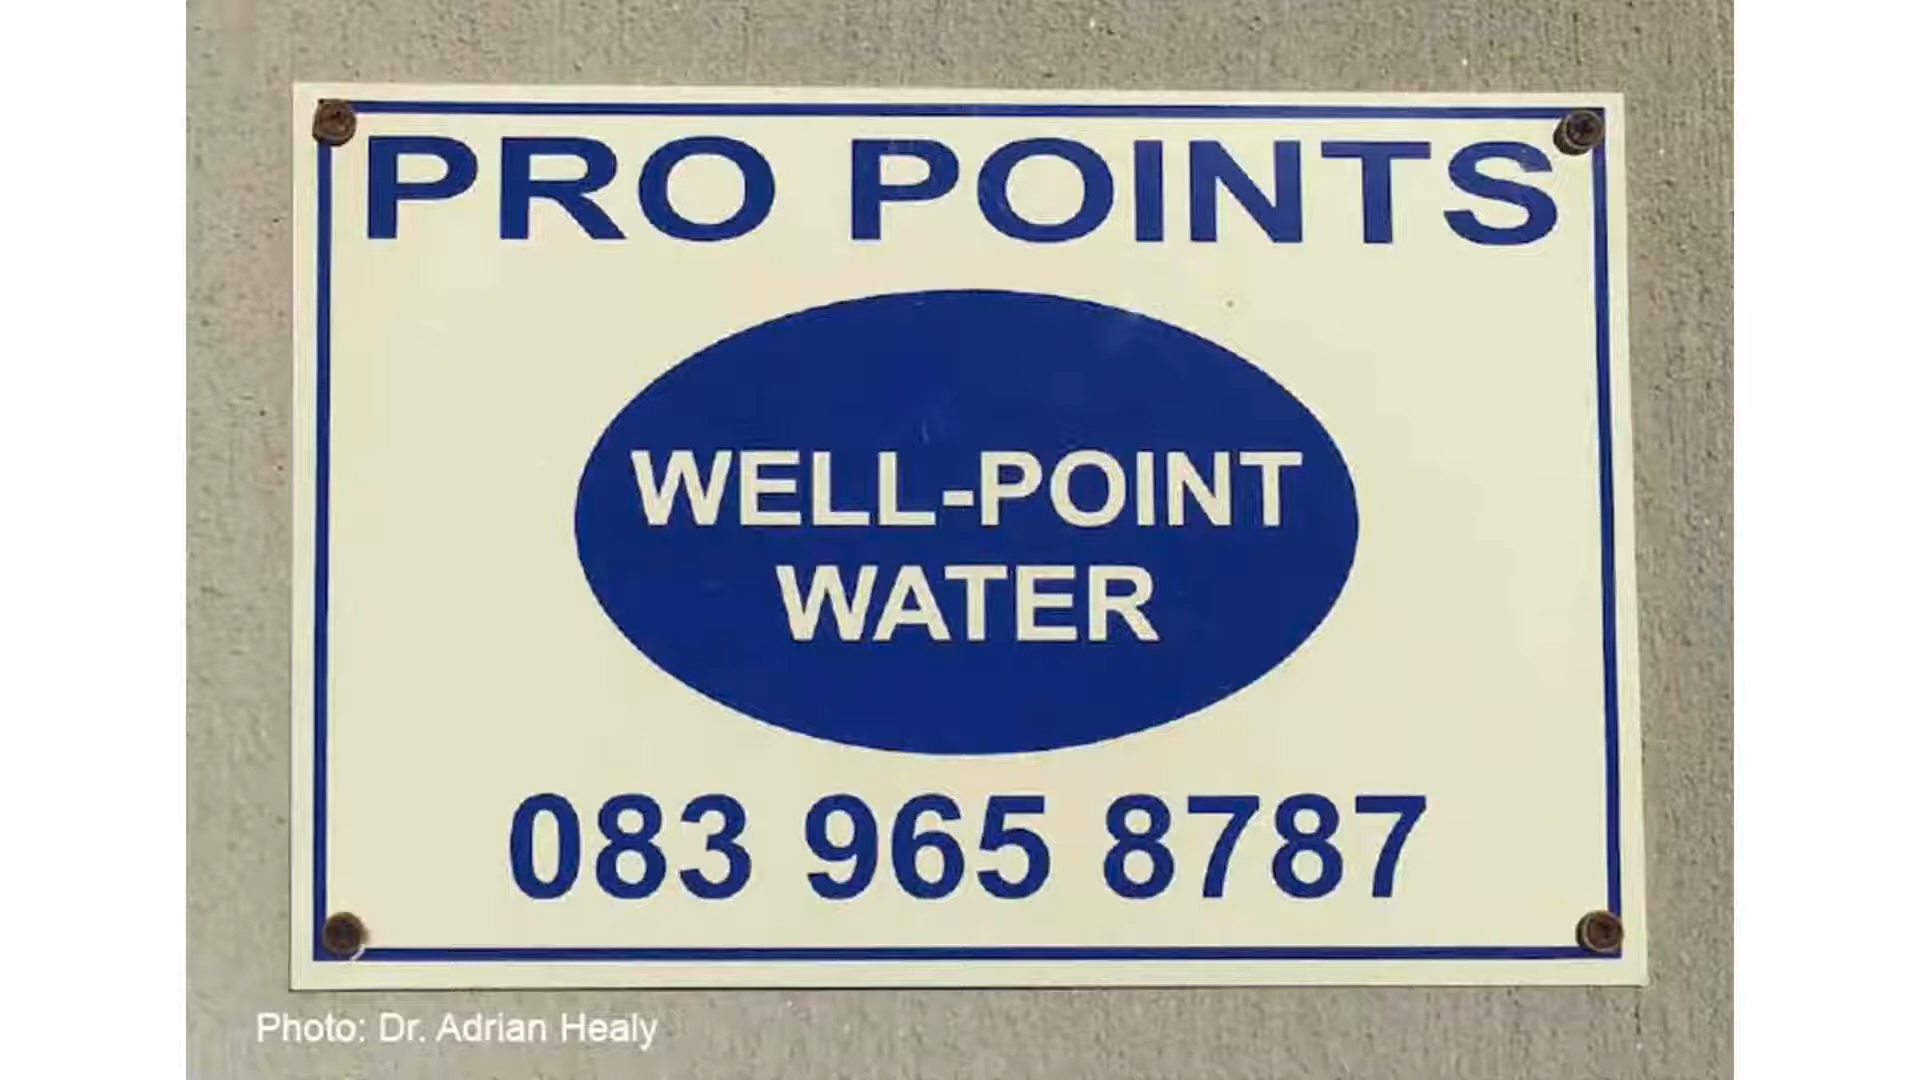 PRO POINTS
WELL-POINT
WATER
083 965 8787
Photo: Dr. Adrian Healy